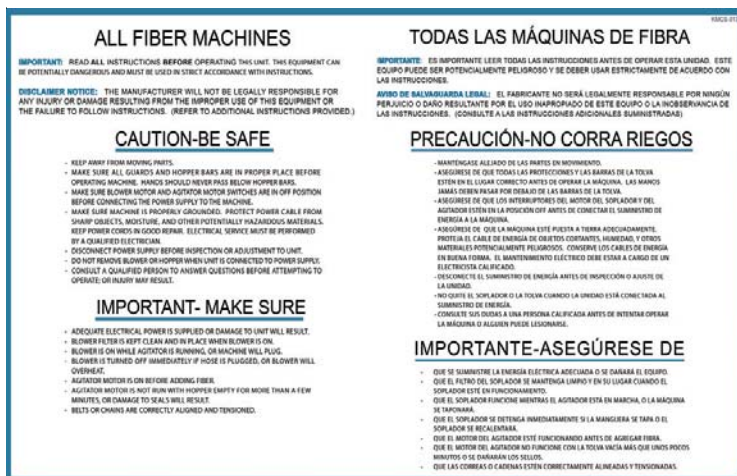 KMCS-313
ALL FIBER MACHINES
IMPORTANT: READ ALL INSTRUCTIONS BEFORE OPERATING THIS UNIT. THIS EQUIPMENT CAN
BE POTENTIALLY DANGEROUS AND MUST BE USED IN STRICT ACCORDANCE WITH INSTRUCTIONS.
DISCLAIMER NOTICE: THE MANUFACTURER WILL NOT BE LEGALLY RESPONSIBLE FOR
ANY INJURY OR DAMAGE RESULTING FROM THE IMPROPER USE OF THIS EQUIPMENT OR
THE FAILURE TO FOLLOW INSTRUCTIONS. (REFER TO ADDITIONAL INSTRUCTIONS PROVIDED.)
CAUTION-BE SAFE
- KEEP AWAY FROM MOVING PARTS.
- MAKE SURE ALL GUARDS AND HOPPER BARS ARE IN PROPER PLACE BEFORE
OPERATING MACHINE. HANDS SHOULD NEVER PASS BELOW HOPPER BARS.
- MAKE SURE BLOWER MOTOR AND AGITATOR MOTOR SWITCHES ARE IN OFF POSITION
BEFORE CONNECTING THE POWER SUPPLY TO THE MACHINE.
- MAKE SURE MACHINE IS PROPERLY GROUNDED. PROTECT POWER CABLE FROM
SHARP OBJECTS, MOISTURE, AND OTHER POTENTIALLY HAZARDOUS MATERIALS.
KEEP POWER CORDS IN GOOD REPAIR. ELECTRICAL SERVICE MUST BE PERFORMED
BY A QUALIFIED ELECTRICIAN.
- DISCONNECT POWER SUPPLY BEFORE INSPECTION OR ADJUSTMENT TO UNIT.
- DO NOT REMOVE BLOWER OR HOPPER WHEN UNIT IS CONNECTED TO POWER SUPPLY.
- CONSULT A QUALIFIED PERSON TO ANSWER QUESTIONS BEFORE ATTEMPTING TO
OPERATE; OR INJURY MAY RESULT.
IMPORTANT- MAKE SURE
- ADEQUATE ELECTRICAL POWER IS SUPPLIED OR DAMAGE TO UNIT WILL RESULT.
- BLOWER FILTER IS KEPT CLEAN AND IN PLACE WHEN BLOWER IS ON.
- BLOWER IS ON WHILE AGITATOR IS RUNNING, OR MACHINE WILL PLUG.
- BLOWER IS TURNED OFF IMMEDIATELY IF HOSE IS PLUGGED, OR BLOWER WILL
OVERHEAT.
- AGITATOR MOTOR IS ON BEFORE ADDING FIBER.
- AGITATOR MOTOR IS NOT RUN WITH HOPPER EMPTY FOR MORE THAN A FEW
MINUTES, OR DAMAGE TO SEALS WILL RESULT.
- BELTS OR CHAINS ARE CORRECTLY ALIGNED AND TENSIONED.
TODAS LAS MÁQUINAS DE FIBRA
IMPORTANTE: ES IMPORTANTE LEER TODAS LAS INSTRUCCIONES ANTES DE OPERAR ESTA UNIDAD. ESTE
EQUIPO PUEDE SER POTENCIALMENTE PELIGROSO Y SE DEBER USAR ESTRICTAMENTE DE ACUERDO CON
LAS INSTRUCCIONES.
AVISO DE SALVAGUARDA LEGAL: EL FABRICANTE NO SERÁ LEGALMENTE RESPONSABLE POR NINGÚN
PERJUICIO O DAÑO RESULTANTE POR EL USO INAPROPIADO DE ESTE EQUIPO O LA INOBSERVANCIA DE
LAS INSTRUCCIONES. (CONSULTE A LAS INSTRUCCIONES ADICIONALES SUMINISTRADAS)
PRECAUCIÓN-NO CORRA RIEGOS
- MANTÉNGASE ALEJADO DE LAS PARTES EN MOVIMIENTO.
- ASEGÚRESE DE QUE TODAS LAS PROTECCIONES Y LAS BARRAS DE LA TOLVA
ESTÉN EN EL LUGAR CORRECTO ANTES DE OPERAR LA MÁQUINA. LAS MANOS
JAMÁS DEBEN PASAR POR DEBAJO DE LAS BARRAS DE LA TOLVA.
- ASEGÚRESE DE QUE LOS INTERRUPTORES DEL MOTOR DEL SOPLADOR Y DEL
AGITADOR ESTÉN EN LA POSICIÓN OFF ANTES DE CONECTAR EL SUMINISTRO DE
ENERGÍA A LA MÁQUINA.
- ASEGÚRESE DE QUE LA MÁQUINA ESTÉ PUESTA A TIERRA ADECUADAMENTE.
PROTEJA EL CABLE DE ENERGÍA DE OBJETOS CORTANTES, HUMEDAD, Y OTROS
MATERIALES POTENCIALMENTE PELIGROSOS. CONSERVE LOS CABLES DE ENERGÍA
EN BUENA FORMA. EL MANTENIMIENTO ELÉCTRICO DEBE ESTAR A CARGO DE UN
ELECTRICISTA CALIFICADO.
- DESCONECTE EL SUMINISTRO DE ENERGÍA ANTES DE INSPECCIÓN O AJUSTE DE
LA UNIDAD.
- NO QUITE EL SOPLADOR O LA TOLVA CUANDO LA UNIDAD ESTÁ CONECTADA AL
SUMINISTRO DE ENERGÍA.
- CONSULTE SUS DUDAS A UNA PERSONA CALIFICADA ANTES DE INTENTAR OPERAR
LA MÁQUINA O ALGUIEN PUEDE LESIONARSE.
IMPORTANTE-ASEGÚRESE DE
- QUE SE SUMINISTRE LA ENERGÍA ELÉCTRICA ADECUADA O SE DAÑARÁ EL EQUIPO.
- QUE EL FILTRO DEL SOPLADOR SE MANTENGA LIMPIO Y EN SU LUGAR CUANDO EL
SOPLADOR ESTÉ EN FUNCIONAMIENTO.
- QUE EL SOPLADOR FUNCIONE MIENTRAS EL AGITADOR ESTÁ EN MARCHA, O LA MÁQUINA
SE TAPONARÁ.
- QUE EL SOPLADOR SE DETENGA INMEDIATAMENTE SI LA MANGUERA SE TAPA O EL
SOPLADOR SE RECALENTARÁ.
- QUE EL MOTOR DEL AGITADOR ESTÉ FUNCIONANDO ANTES DE AGREGAR FIBRA.
- QUE EL MOTOR DEL AGITADOR NO FUNCIONE CON LA TOLVA VACÍA MÁS QUE UNOS POCOS
MINUTOS O SE DAÑARÁN LOS SELLOS.
- QUE LAS CORREAS O CADENAS ESTÉN CORRECTAMENTE ALINEADAS Y TENSIONADAS.